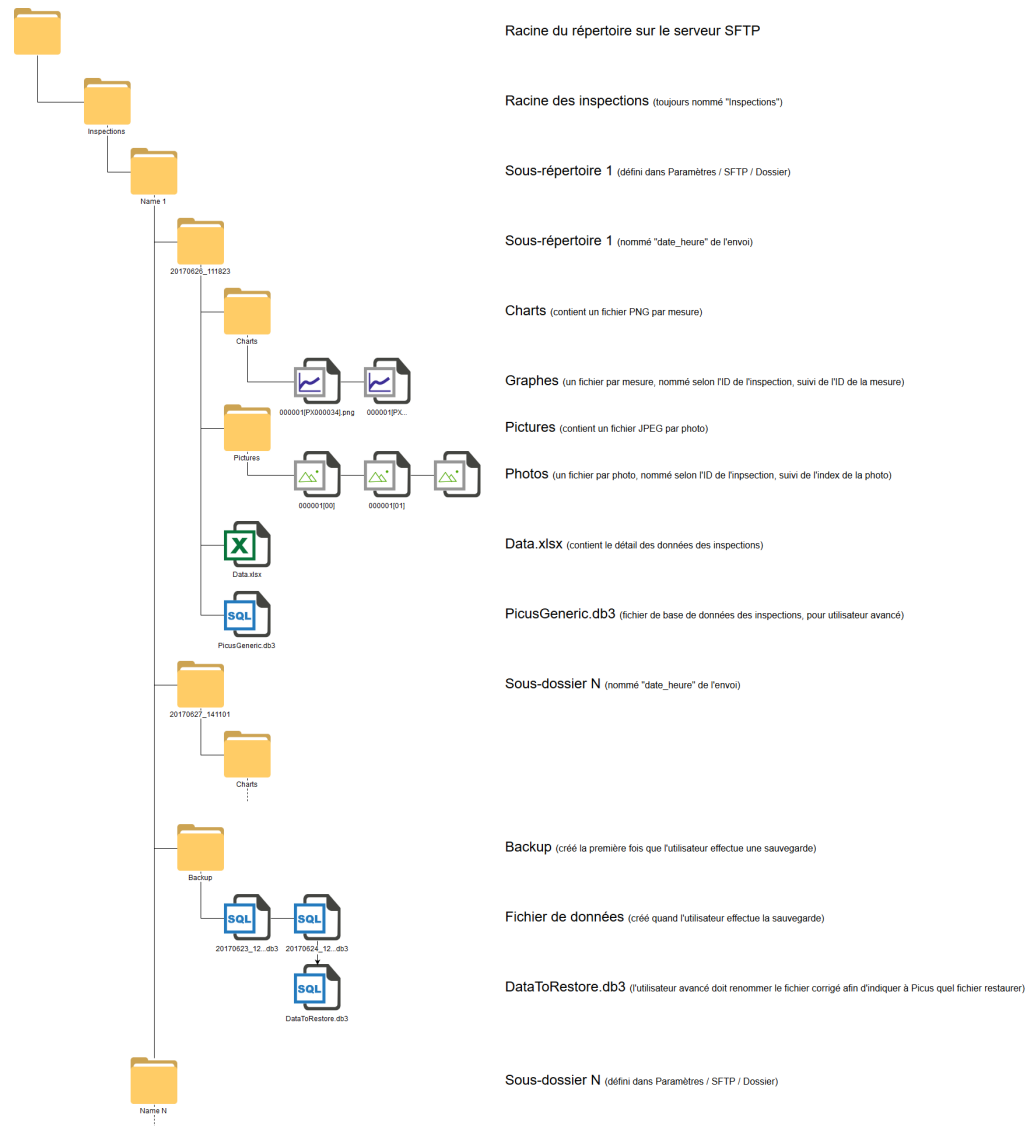 Racine du répertoire sur le serveur SFTP
Racine des inspections (toujours nommé "Inspections")
Inspections
Sous-répertoire 1 (défini dans Paramètres / SFTP / Dossier)
Name 1
Sous-répertoire 1 (nommé "date_heure" de l'envoi)
20170626_111823
Charts (contient un fichier PNG par mesure)
Charts
Graphes (un fichier par mesure, nommé selon l'ID de l'inspection, suivi de l'ID de la mesure)
000001[PX000034].png
000001[PX...
Pictures (contient un fichier JPEG par photo)
Pictures
Photos (un fichier par photo, nommé selon l'ID de l'inpsection, suivi de l'index de la photo)
000001[00]
000001[01]
Data.xlsx (contient le détail des données des inspections)
X
Data.xlsx
PicusGeneric.db3 (fichier de base de données des inspections, pour utilisateur avancé)
SQL
PicusGeneric.db3
Sous-dossier N (nommé "date_heure" de l'envoi)
20170627_141101
Charts
Backup (créé la première fois que l'utilisateur effectue une sauvegarde)
Backup
Fichier de données (créé quand l'utilisateur effectue la sauvegarde)
SQL
SQL
20170623_12...db3
20170624_12...db3
DataToRestore.db3 (l'utilisateur avancé doit renommer le fichier corrigé afin d'indiquer à Picus quel fichier restaurer)
SQL
DataToRestore.db3
Sous-dossier N (défini dans Paramètres / SFTP / Dossier)
Name N